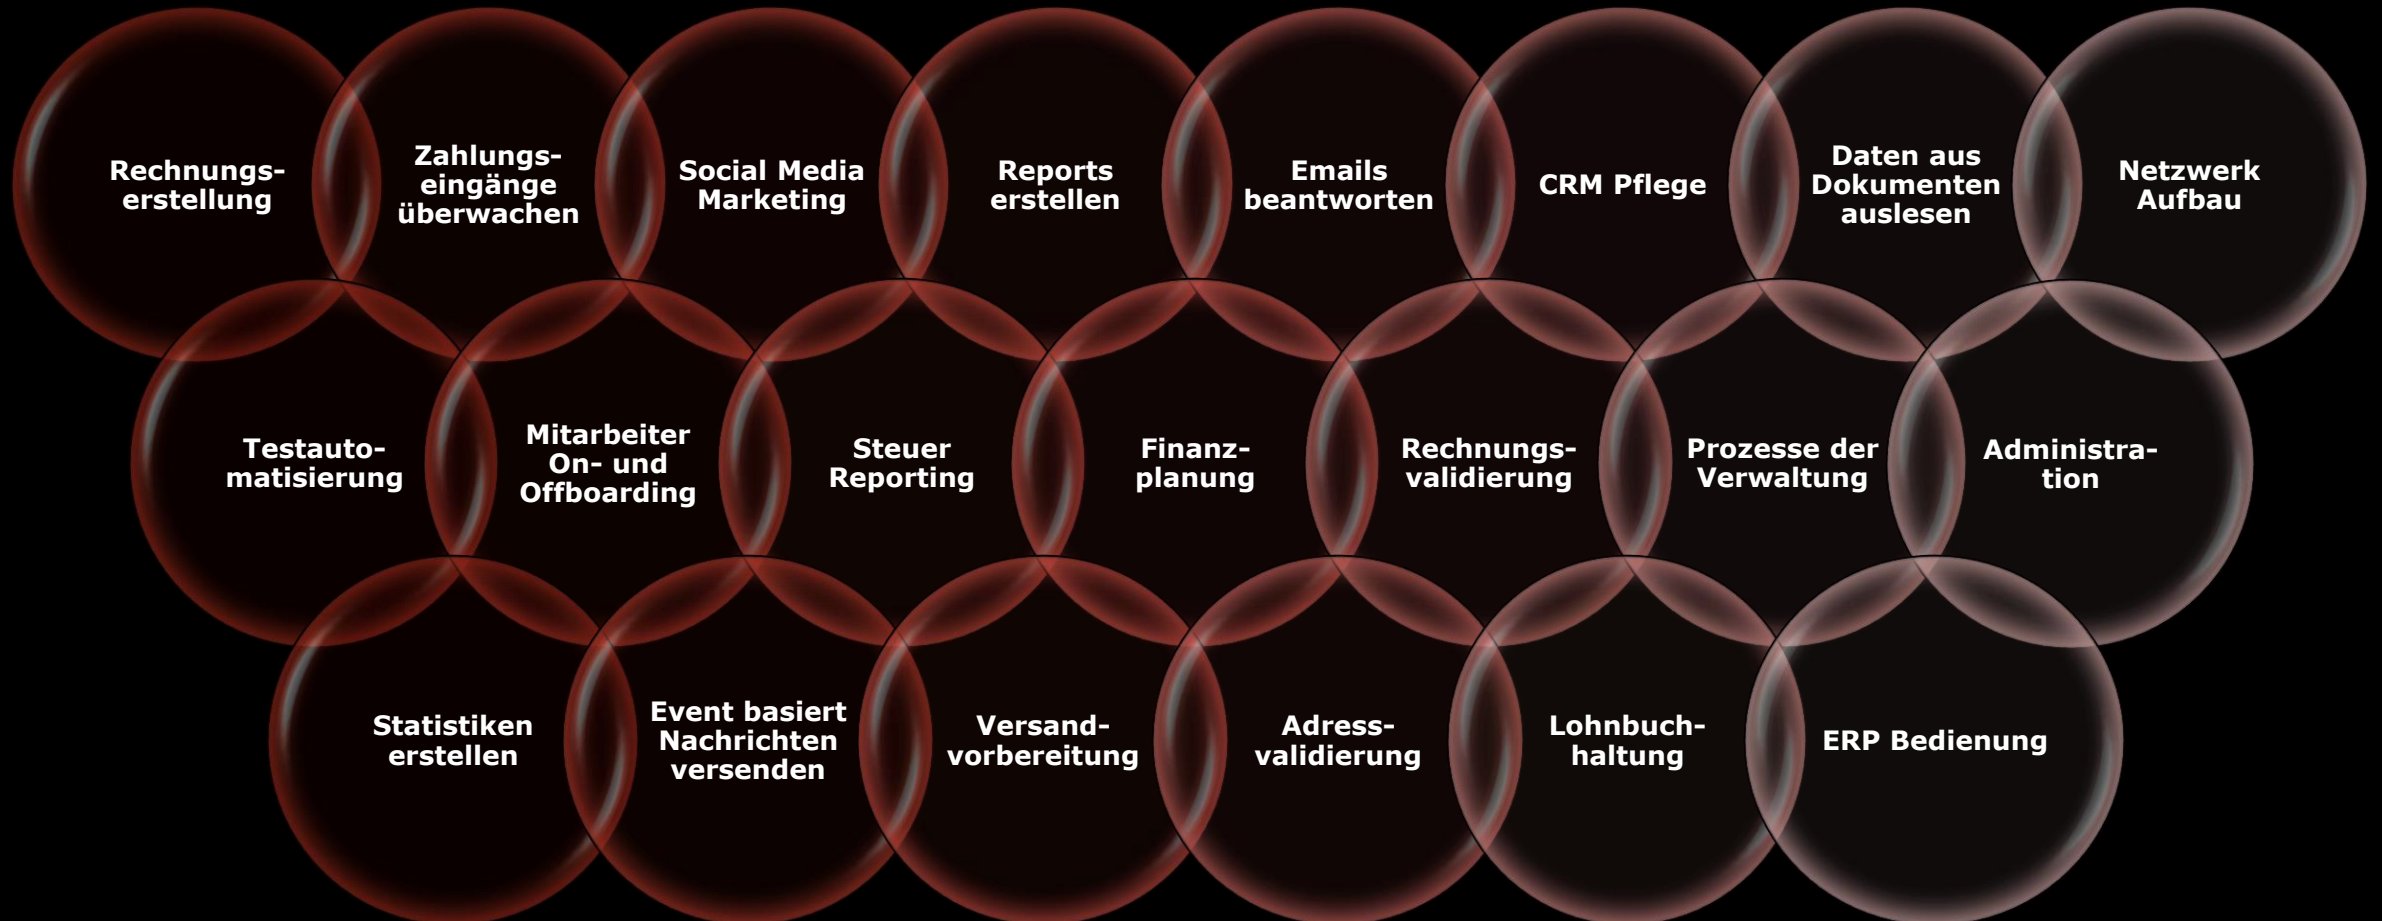 Rechnungs-
erstellung
Zahlungs-
eingänge
überwachen
Social Media
Marketing
Reports
erstellen
Emails
beantworten
CRM Pflege
Daten aus
Dokumenten
auslesen
Netzwerk
Aufbau
Testauto-
matisierung
Mitarbeiter
On- und
Offboarding
Steuer
Reporting
Finanz-
planung
Rechnungs-
validierung
Prozesse der
Verwaltung
Administra-
tion
Statistiken
erstellen
Event basiert
Nachrichten
versenden
Versand-
vorbereitung
Adress-
validierung
Lohnbuch-
haltung
ERP Bedienung